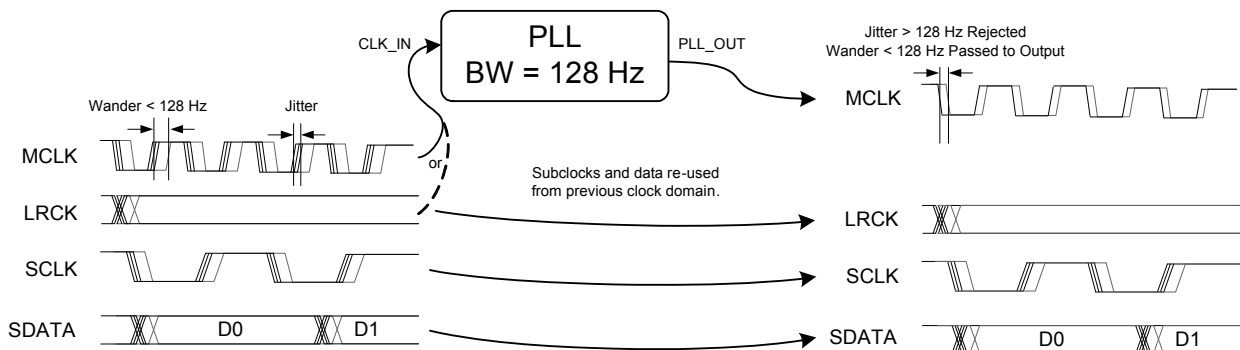 PLL
BW = 128 Hz
CLK_IN
PLL_OUT
Jitter > 128 Hz Rejected
Wander < 128 Hz Passed to Output
Wander < 128 Hz
Jitter
MCLK
or
MCLK
Subclocks and data re-used
from previous clock domain.
LRCK
LRCK
SCLK
SCLK
SDATA
D0
D1
SDATA
D0
D1